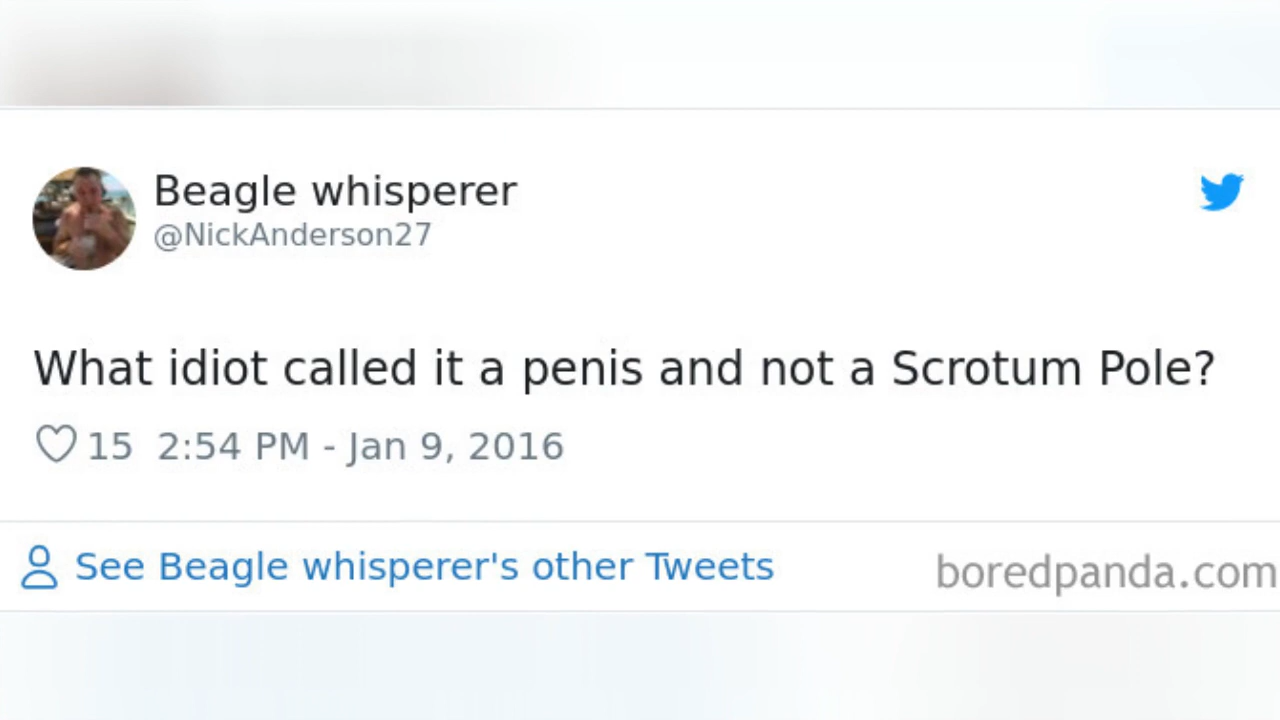 Beagle whisperer
@NickAnderson27
What idiot called it a penis and not a Scrotum Pole?
15 2:54 PM - Jan 9, 2016
See Beagle whisperer's other Tweets
boredpanda.com